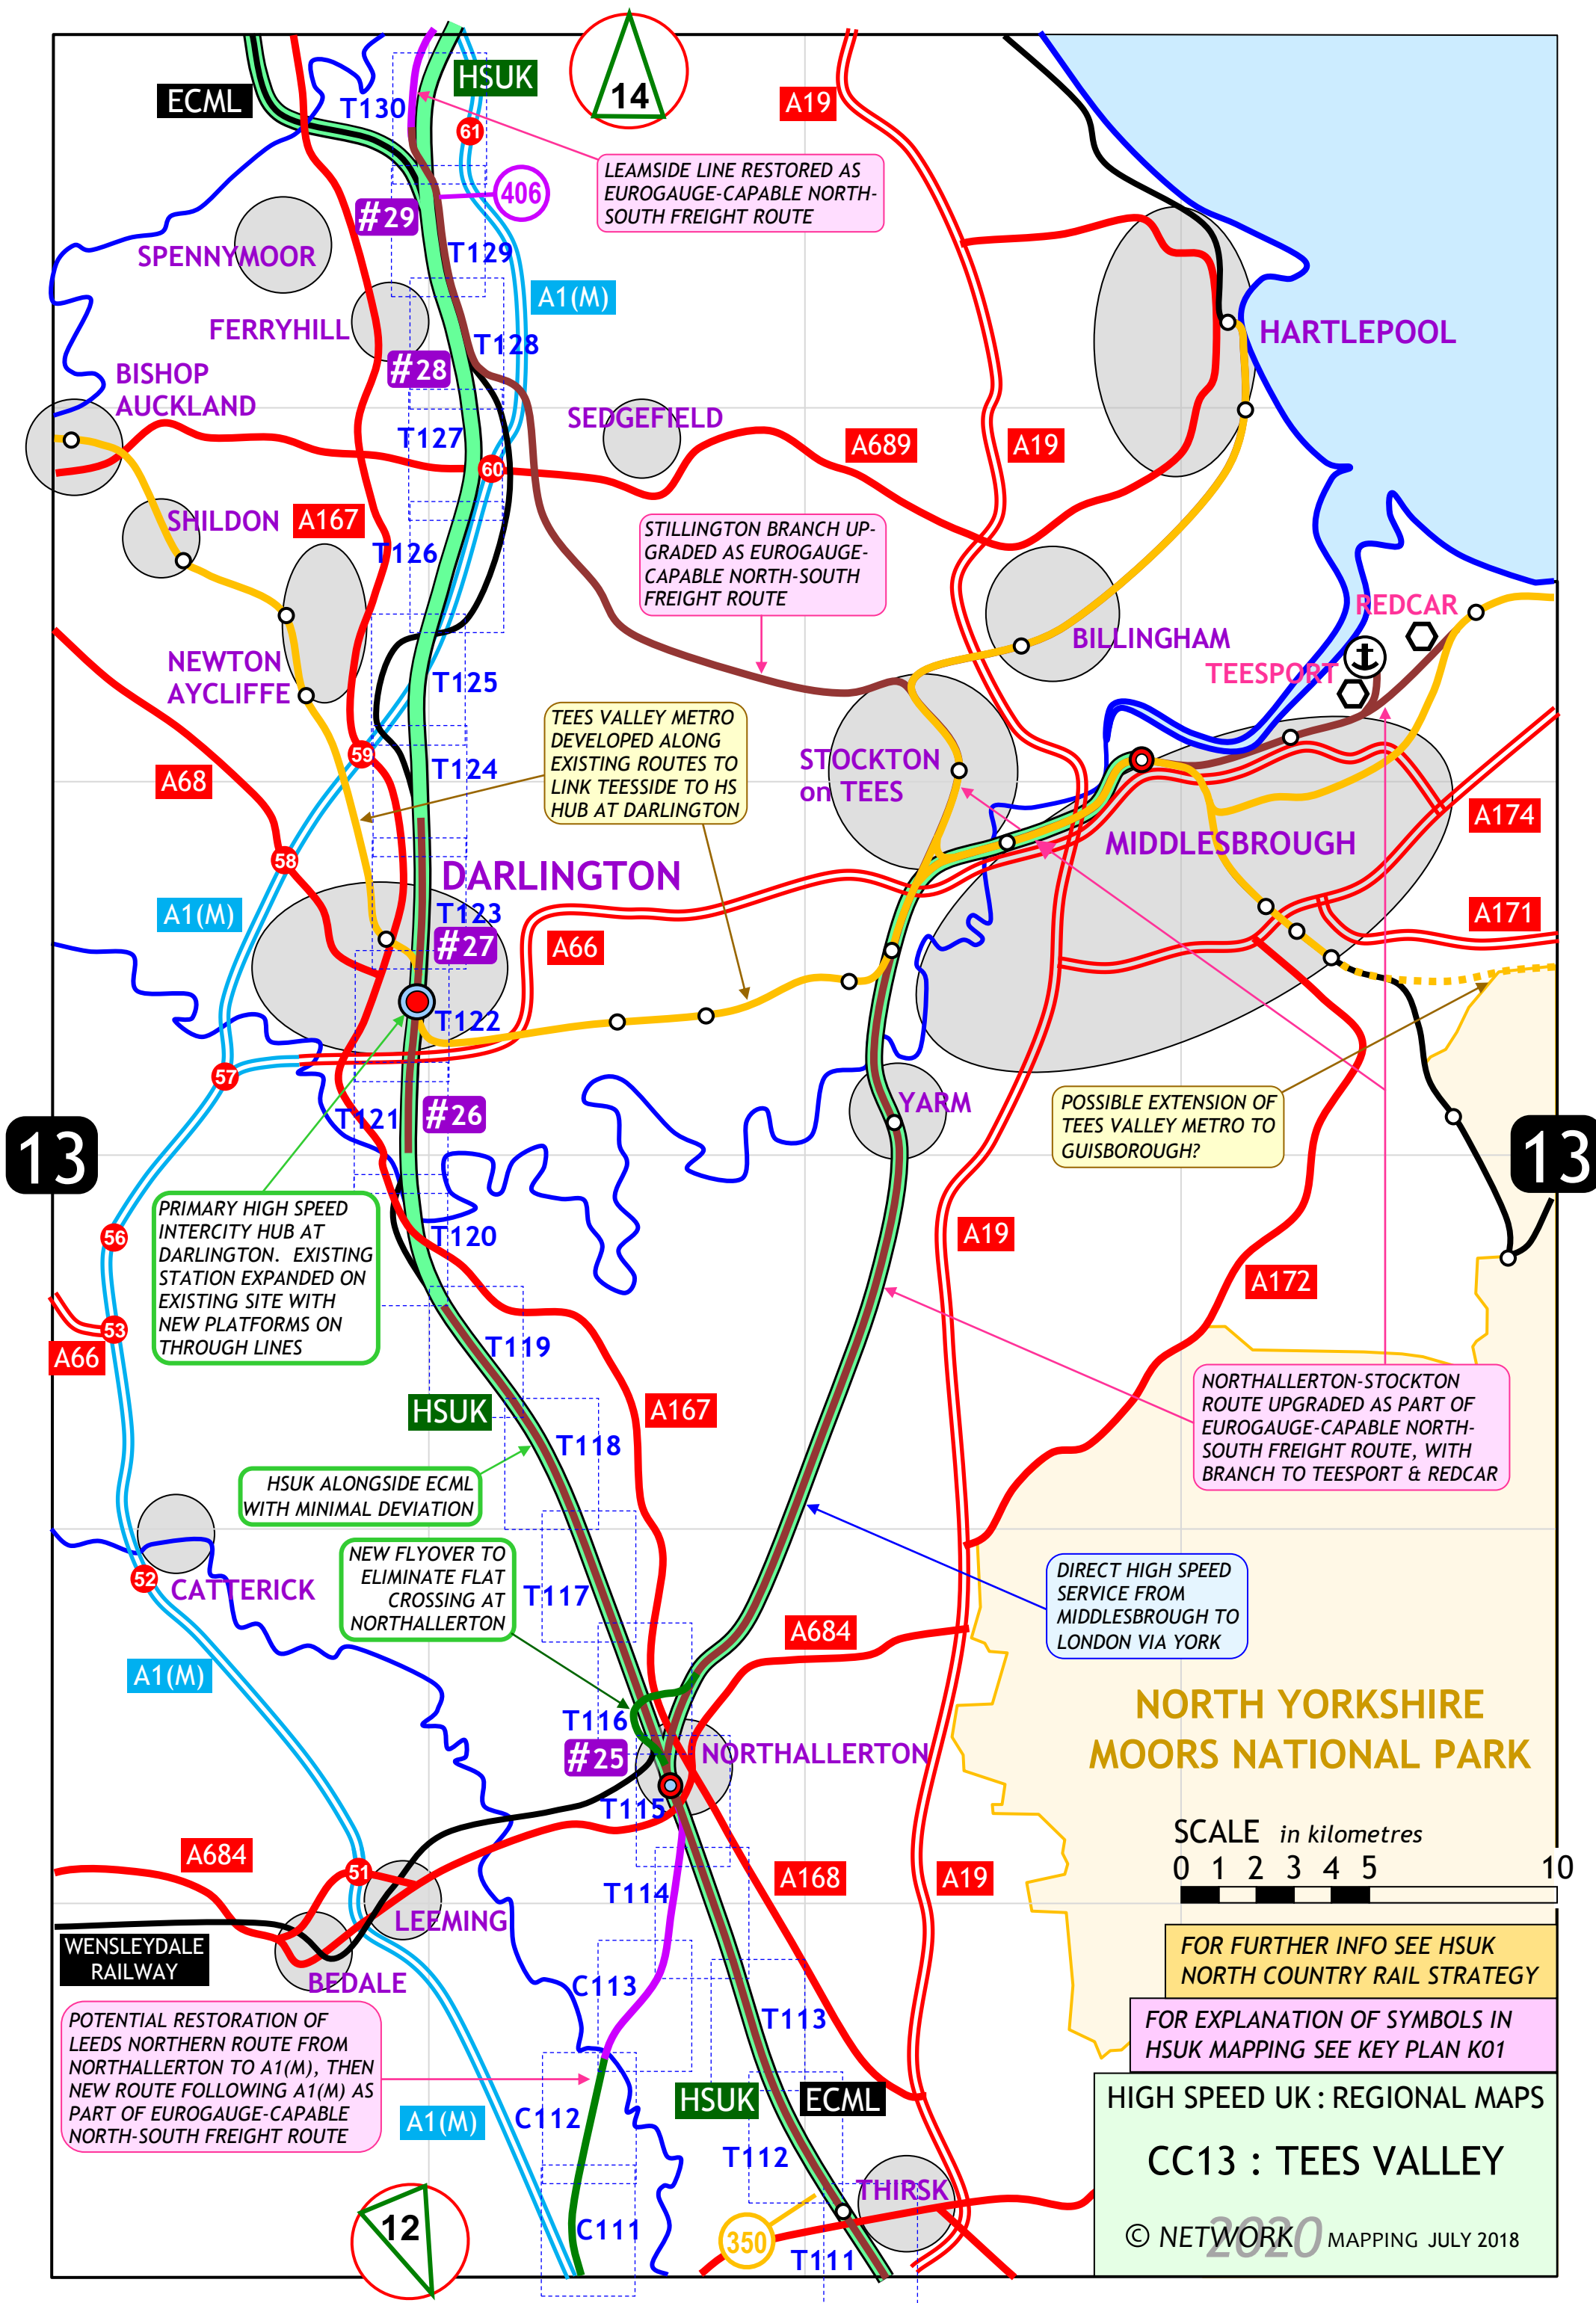 14
ECML
HSUK
T130
61
A19
LEAMSIDE LINE RESTORED AS
EUROGAUGE-CAPABLE NORTH-
SOUTH FREIGHT ROUTE
406
#29
SPENNYMOOR
T129
A1(M)
FERRYHILL
T128
HARTLEPOOL
#28
BISHOP
AUCKLAND
SEDGEFIELD
T127
A689
A19
60
SHILDON
A167
T126
STILLINGTON BRANCH UP-
GRADED AS EUROGAUGE-
CAPABLE NORTH-SOUTH
FREIGHT ROUTE
REDCAR
BILLINGHAM
NEWTON
AYCLIFFE
TEESPORT
T125
TEES VALLEY METRO
DEVELOPED ALONG
EXISTING ROUTES TO
LINK TEESSIDE TO HS
HUB AT DARLINGTON
59
A68
T124
STOCKTON
on TEES
A174
MIDDLESBROUGH
58
DARLINGTON
A1(M)
T123
#27
A66
A171
T122
57
YARM
POSSIBLE EXTENSION OF
TEES VALLEY METRO TO
GUISBOROUGH?
T121
#26
13
13
PRIMARY HIGH SPEED
INTERCITY HUB AT
DARLINGTON. EXISTING
STATION EXPANDED ON
EXISTING SITE WITH
NEW PLATFORMS ON
THROUGH LINES
56
T120
A19
A172
53
A66
T119
HSUK
A167
NORTHALLERTON-STOCKTON
ROUTE UPGRADED AS PART OF
EUROGAUGE-CAPABLE NORTH-
SOUTH FREIGHT ROUTE, WITH
BRANCH TO TEESPORT & REDCAR
T118
HSUK ALONGSIDE ECML
WITH MINIMAL DEVIATION
NEW FLYOVER TO
ELIMINATE FLAT
CROSSING AT
NORTHALLERTON
52
CATTERICK
T117
DIRECT HIGH SPEED
SERVICE FROM
MIDDLESBROUGH TO
LONDON VIA YORK
A684
A1(M)
NORTH YORKSHIRE
MOORS NATIONAL PARK
T116
#25
NORTHALLERTON
T115
SCALE in kilometres
0 1 2 3 4 5 10
A684
51
A168
A19
T114
LEEMING
WENSLEYDALE
RAILWAY
BEDALE
FOR FURTHER INFO SEE HSUK
NORTH COUNTRY RAIL STRATEGY
C113
T113
FOR EXPLANATION OF SYMBOLS IN
HSUK MAPPING SEE KEY PLAN K01
POTENTIAL RESTORATION OF
LEEDS NORTHERN ROUTE FROM
NORTHALLERTON TO A1(M), THEN
NEW ROUTE FOLLOWING A1(M) AS
PART OF EUROGAUGE-CAPABLE
NORTH-SOUTH FREIGHT ROUTE
HSUK
ECML
A1(M)
C112
T112
HIGH SPEED UK : REGIONAL MAPS
CC13 : TEES VALLEY
THIRSK
12
C111
350
T111
© NETWORK 2020 MAPPING JULY 2018